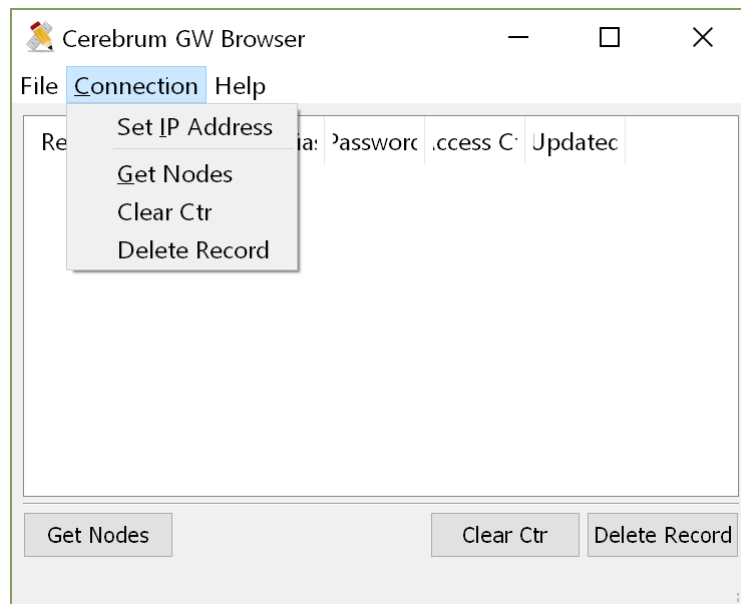 Cerebrum GW Browser
File Connection Help
Set IP Address
Get Nodes
Clear Ctr
Delete Record
Updated
Get Nodes Clear Ctr Delete Record